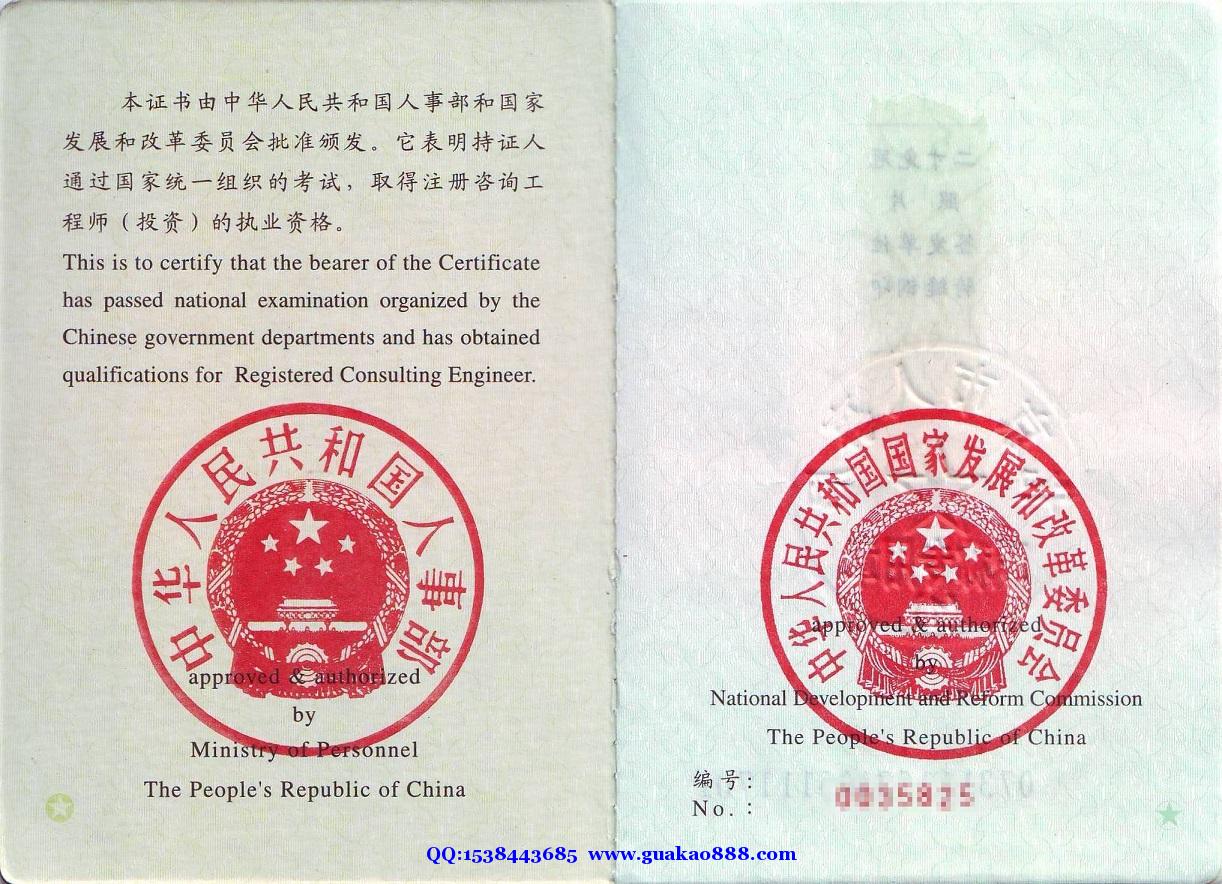 本证书由中华人民共和国人事部和国家
发展和改革委员会批准颁发。它表明持证人
通过国家统一组织的考试，取得注册咨询工
程师（投资）的执业资格。
This is to certify that the bearer of the Certificate
has passed national examination organized by the
Chinese government departments and has obtained
qualifications for Registered Consulting Engineer.
中华人民共和国人事部
approved & authorized
by
Ministry of Personnel
The People's Republic of China
中华人民共和国国家发展和改革委员会
approved & authorized
by
National Development and Reform Commission
The People's Republic of China
编号：
No.：
QQ:1538443685 www.guakao888.com